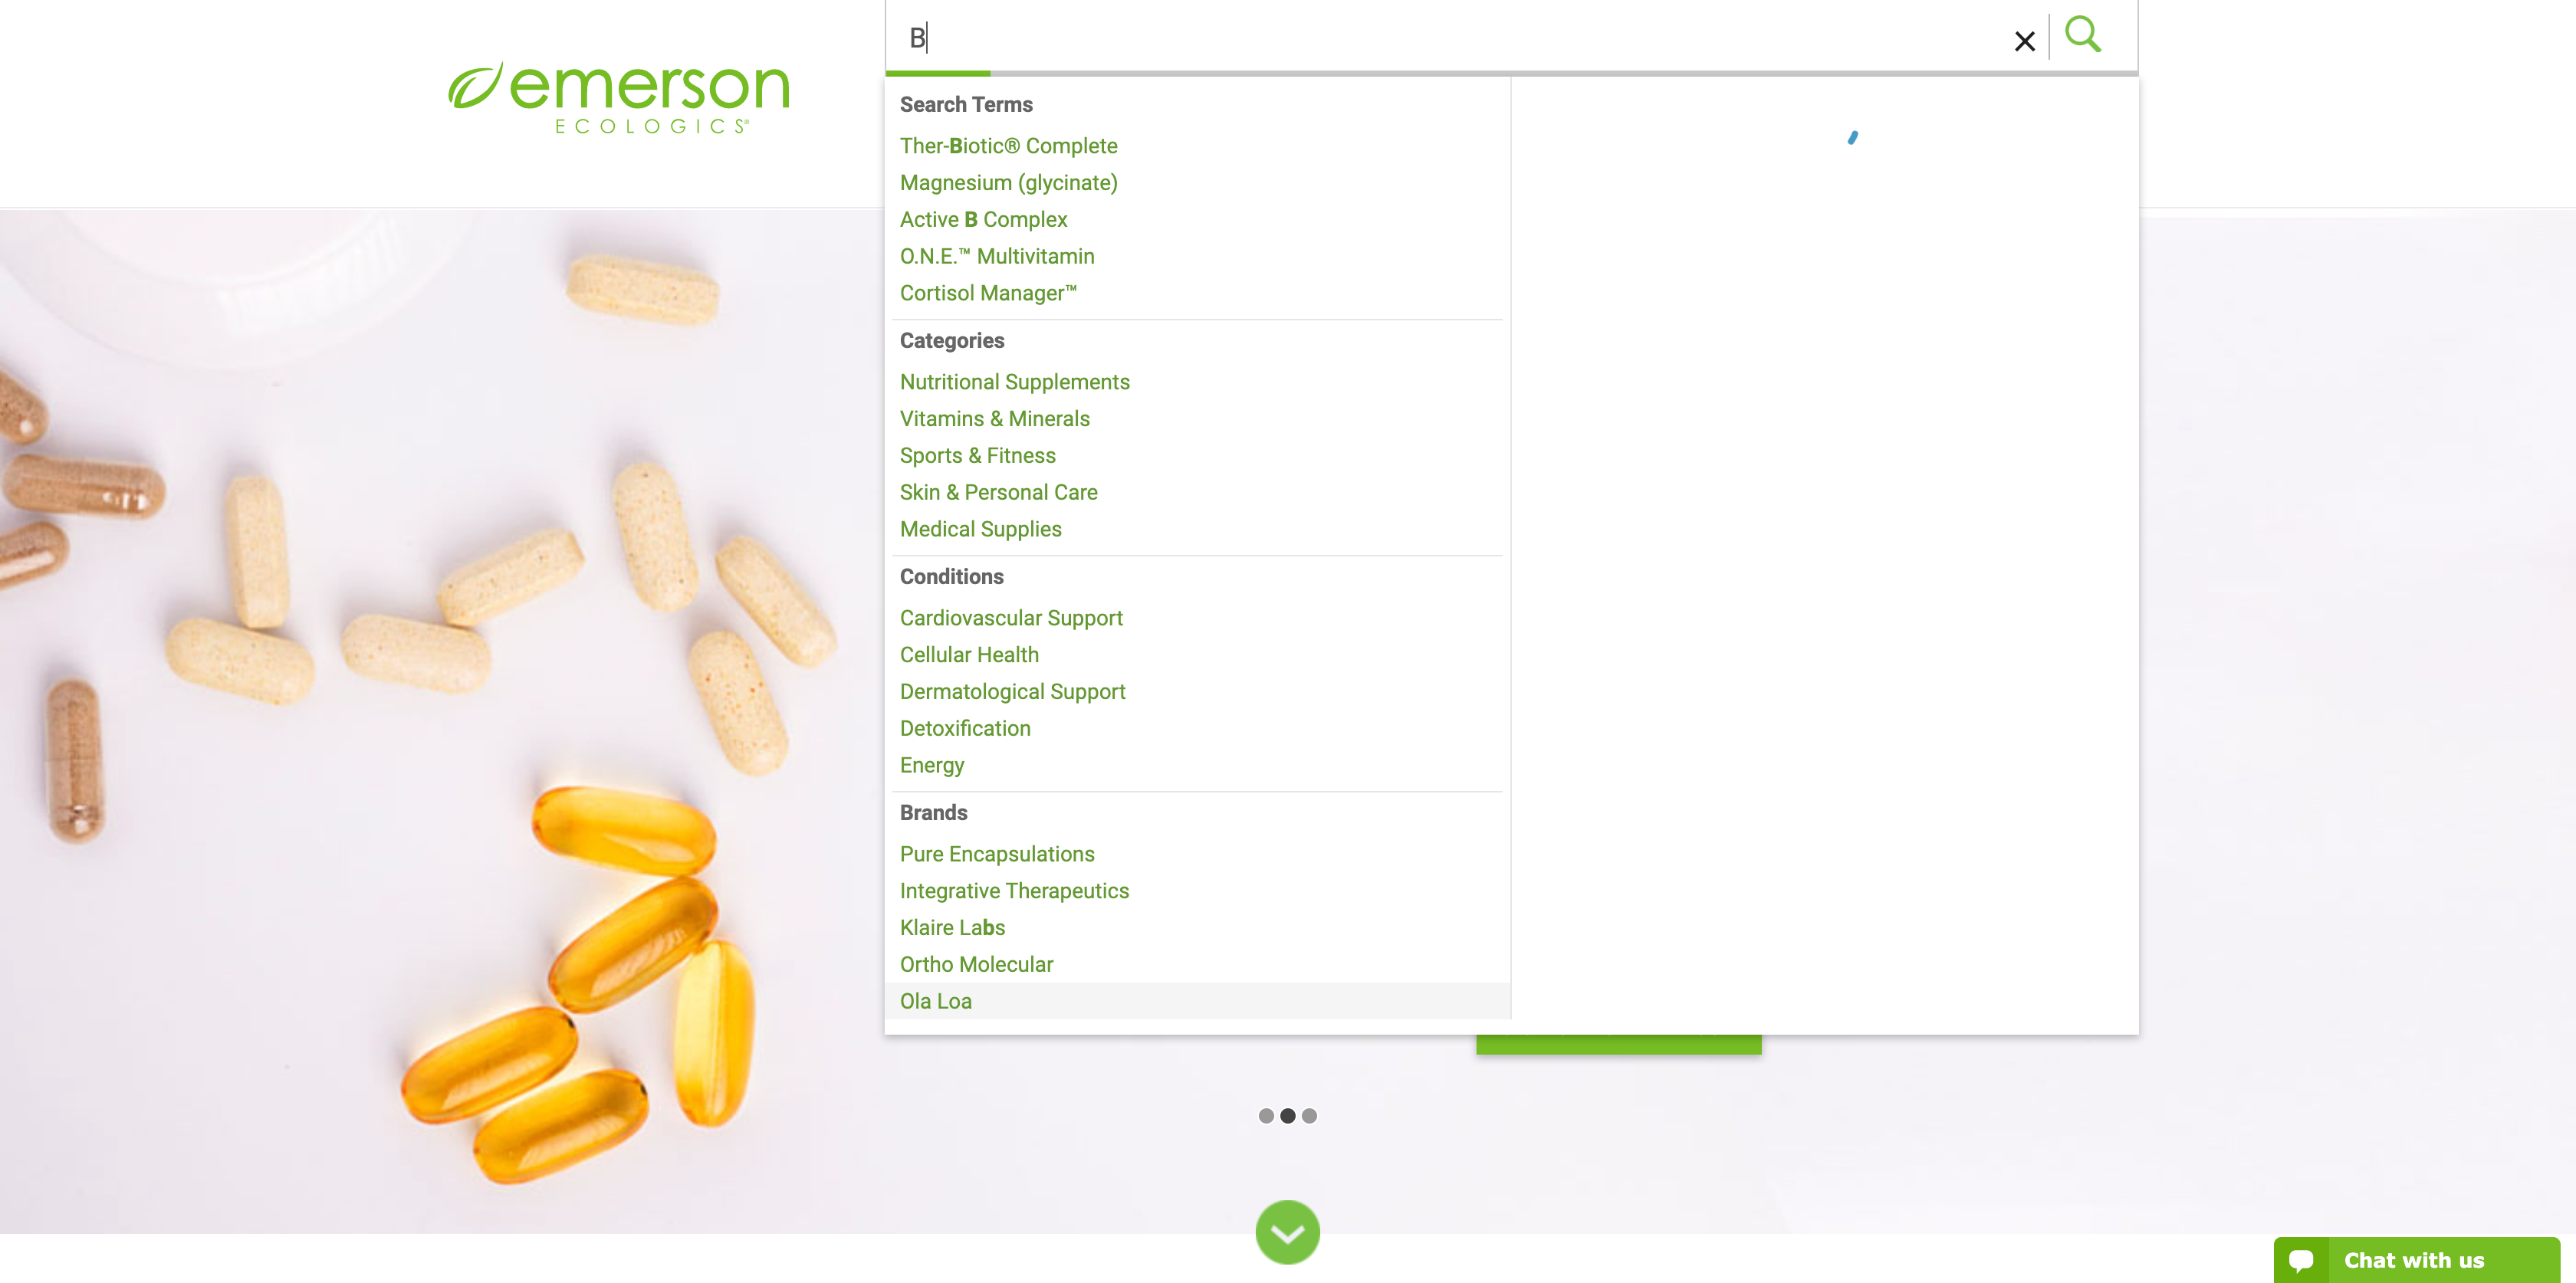 B
emerson
ECOLOGICS®
Search Terms
Ther-Biotic® Complete
Magnesium (glycinate)
Active B Complex
O.N.E.™ Multivitamin
Cortisol Manager™
Categories
Nutritional Supplements
Vitamins & Minerals
Sports & Fitness
Skin & Personal Care
Medical Supplies
Conditions
Cardiovascular Support
Cellular Health
Dermatological Support
Detoxification
Energy
Brands
Pure Encapsulations
Integrative Therapeutics
Klaire Labs
Ortho Molecular
Ola Loa
Chat with us